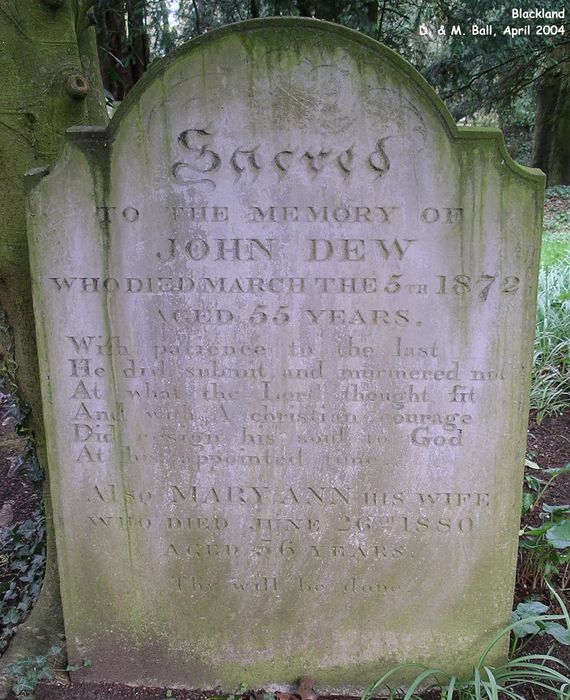 Blackland
D. & M. Ball, April 2004
Sacred
TO THE MEMORY OF
JOHN DEW
WHO DIED MARCH THE 5TH 1872
AGED 55 YEARS.
With patience to the last
He did submit and murmered not
At what the Lord thought fit
And with A christian courage
Did resign his soul to God
At his appointed time.
Also MARY ANN HIS WIFE
WHO DIED JUNE 26TH 1880
AGED 56 YEARS.
Thy will be done.